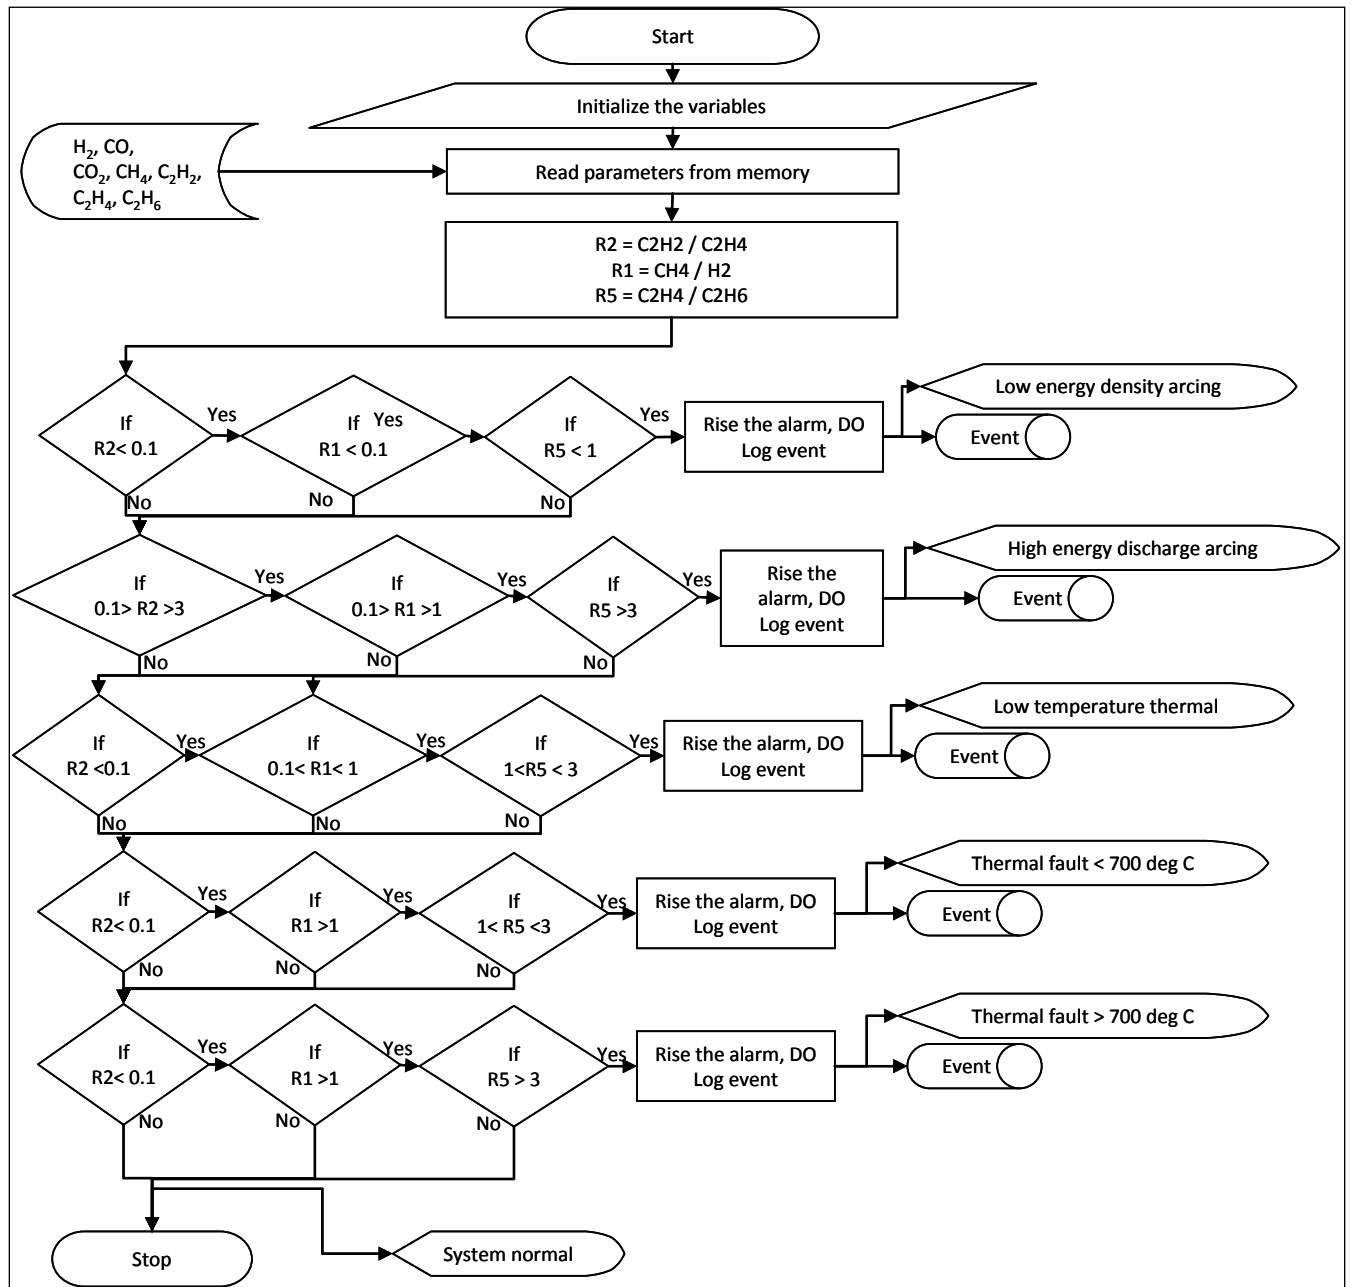 Start
Initialize the variables
H2, CO,
CO2, CH4, C2H2,
C2H4, C2H6
Read parameters from memory
R2 = C2H2 / C2H4
R1 = CH4 / H2
R5 = C2H4 / C2H6
If
R2< 0.1
Yes
No
If Yes
R1 < 0.1
No
If
R5 < 1
Yes
No
Rise the alarm, DO
Log event
Low energy density arcing
Event
If
0.1> R2 >3
Yes
No
If
0.1> R1 >1
Yes
No
If
R5 >3
Yes
No
Rise the
alarm, DO
Log event
High energy discharge arcing
Event
If
R2 <0.1
Yes
No
If
0.1< R1< 1
Yes
No
If
1<R5 < 3
Yes
No
Rise the alarm, DO
Log event
Low temperature thermal
Event
If
R2< 0.1
Yes
No
If
R1 >1
Yes
No
If
1< R5 <3
Yes
No
Rise the alarm, DO
Log event
Thermal fault < 700 deg C
Event
If
R2< 0.1
Yes
No
If
R1 >1
Yes
No
If
R5 > 3
Yes
Rise the alarm, DO
Log event
Thermal fault > 700 deg C
Event
Stop
System normal